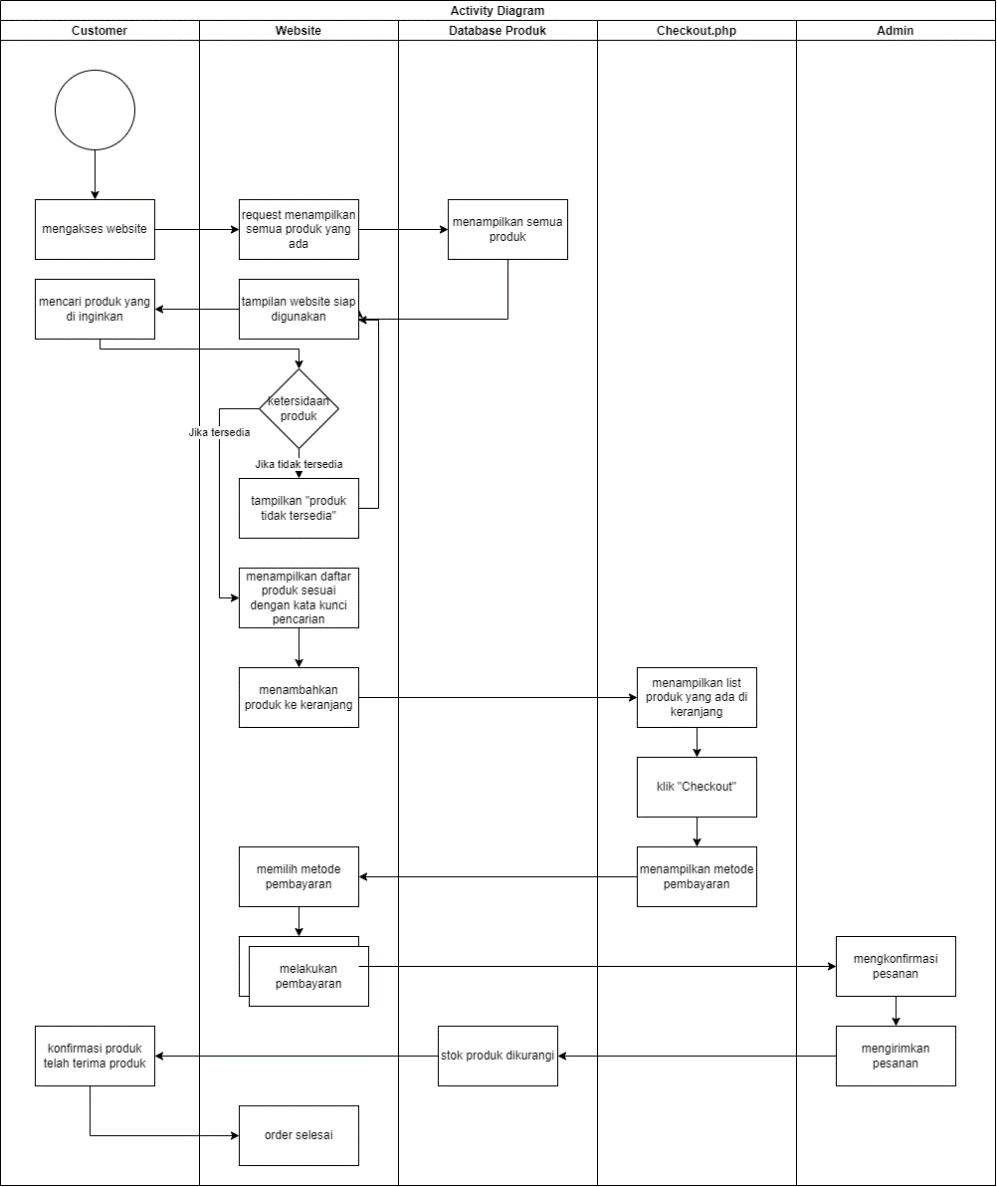 Activity Diagram
Customer
Website
Database Produk
Checkout.php
Admin
mengakses website
request menampilkan
semua produk yang
ada
menampilkan semua
produk
mencari produk yang
di inginkan
tampilan website siap
digunakan
ketersidaan
produk
Jika tersedia
Jika tidak tersedia
tampilkan "produk
tidak tersedia"
menampilkan daftar
produk sesuai
dengan kata kunci
pencarian
menambahkan
produk ke keranjang
menampilkan list
produk yang ada di
keranjang
klik "Checkout"
memilih metode
pembayaran
menampilkan metode
pembayaran
melakukan
pembayaran
mengkonfirmasi
pesanan
konfirmasi produk
telah terima produk
stok produk dikurangi
mengirimkan
pesanan
order selesai